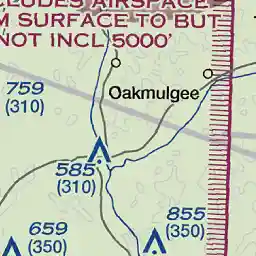 CLUDES AIRSPACE
M SURFACE TO BUT
NOT INCL 5000'
759
(310)
Oakmulgee
585
(310)
855
(350)
659
(350)